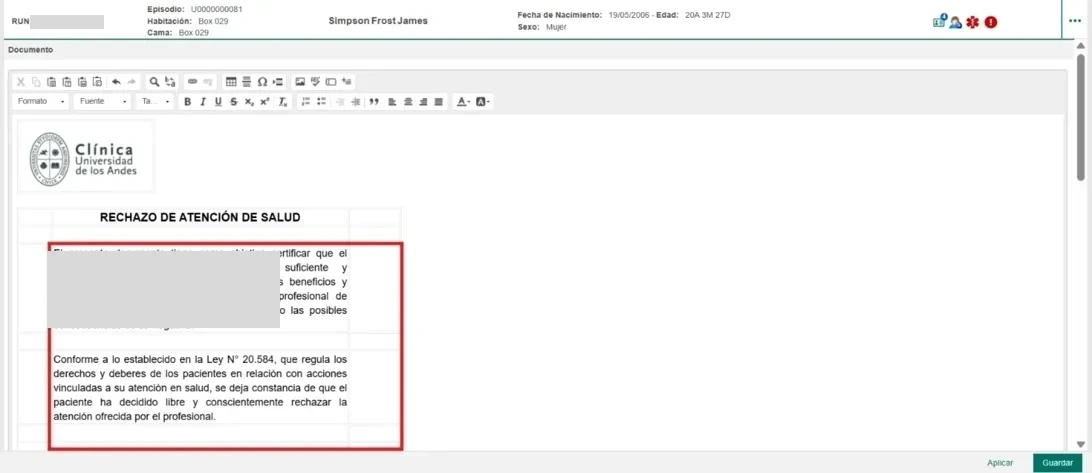 Episodio: U0000000081
RUN
Habitación: Box 029
Cama: Box 029
Simpson Frost James
Fecha de Nacimiento: 19/05/2006 - Edad: 20A 3M 27D
Sexo: Mujer
Documento
Formato
Fuente
Ta...
Clínica
Universidad
de los Andes
RECHAZO DE ATENCIÓN DE SALUD
certificar que el
suficiente y
beneficios y
profesional de
las posibles
Conforme a lo establecido en la Ley N° 20.584, que regula los
derechos y deberes de los pacientes en relación con acciones
vinculadas a su atención en salud, se deja constancia de que el
paciente ha decidido libre y conscientemente rechazar la
atención ofrecida por el profesional.
Aplicar
Guardar